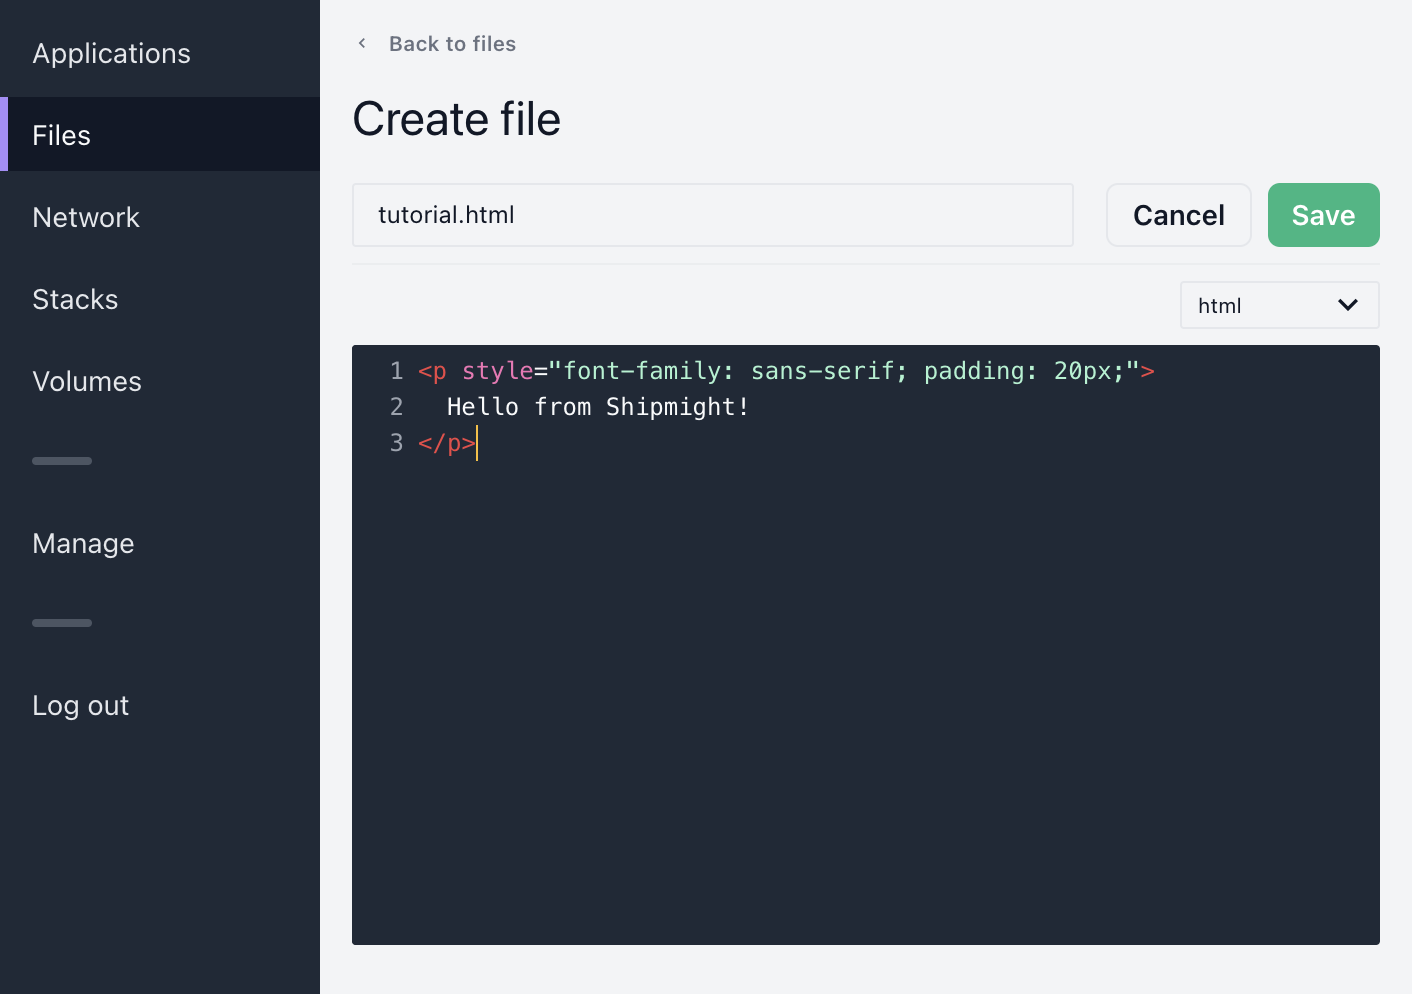 Applications
Files
Network
Stacks
Volumes
Manage
Log out
Back to files
Create file
tutorial.html
Cancel
Save
html
1 <p style="font-family: sans-serif; padding: 20px;">
2   Hello from Shipmight!
3 </p>